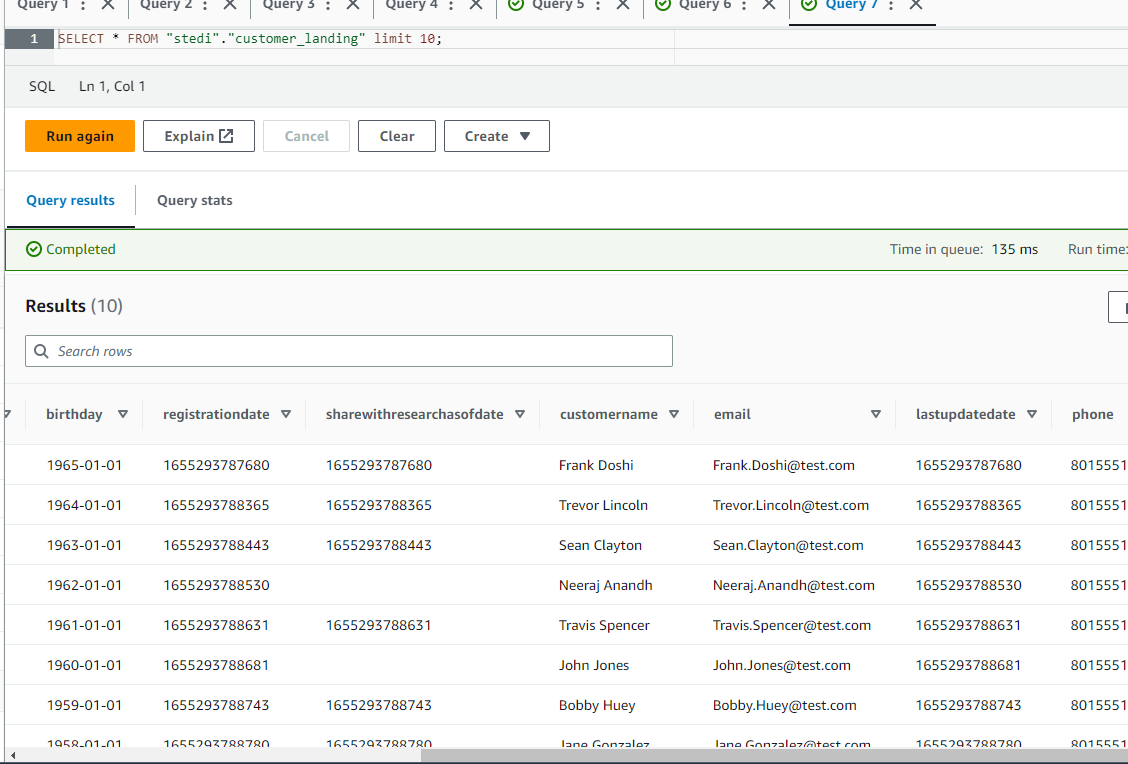 Query 1 Query 2 Query 3 Query 4 Query 5 Query 6 Query 7
1 SELECT * FROM "stedi"."customer_landing" limit 10;
SQL Ln 1, Col 1
Run again Explain Cancel Clear Create
Query results Query stats
Completed Time in queue: 135 ms Run time:
Results (10)
Search rows
birthday registrationdate sharewithresearchasofdate customername email lastupdatedate phone
1965-01-01 1655293787680 1655293787680 Frank Doshi Frank.Doshi@test.com 1655293787680 8015551
1964-01-01 1655293788365 1655293788365 Trevor Lincoln Trevor.Lincoln@test.com 1655293788365 8015551
1963-01-01 1655293788443 1655293788443 Sean Clayton Sean.Clayton@test.com 1655293788443 8015551
1962-01-01 1655293788530 Neeraj Anandh Neeraj.Anandh@test.com 1655293788530 8015551
1961-01-01 1655293788631 1655293788631 Travis Spencer Travis.Spencer@test.com 1655293788631 8015551
1960-01-01 1655293788681 John Jones John.Jones@test.com 1655293788681 8015551
1959-01-01 1655293788743 1655293788743 Bobby Huey Bobby.Huey@test.com 1655293788743 8015551
1958-01-01 1655293788780 1655293788780 Jane Gonzalez Jane.Gonzalez@test.com 1655293788780 8015551